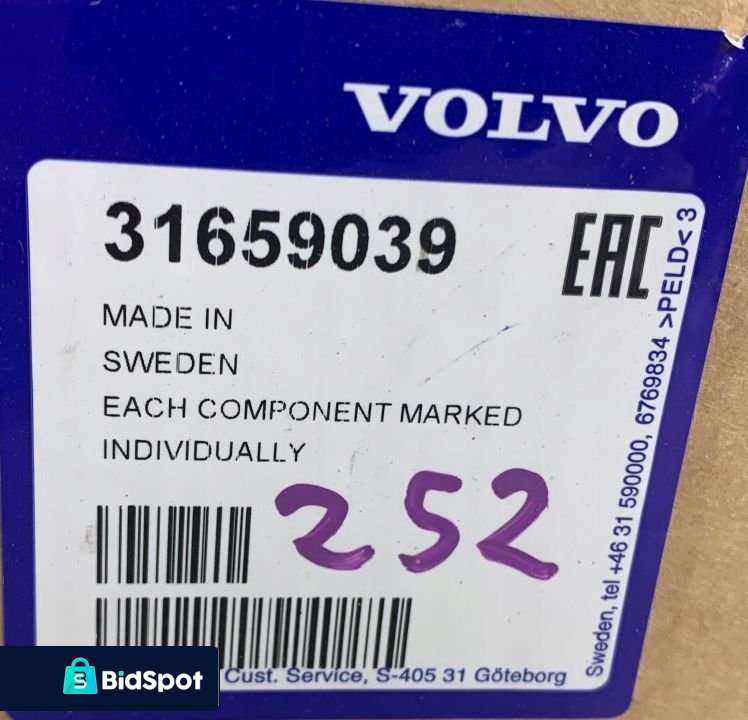 VOLVO
31659039
EAC
MADE IN
SWEDEN
EACH COMPONENT MARKED
INDIVIDUALLY
252
Cust. Service, S-405 31 Göteborg
Sweden, tel +46 31 590000, 6769834 >PELD< 3
BidSpot